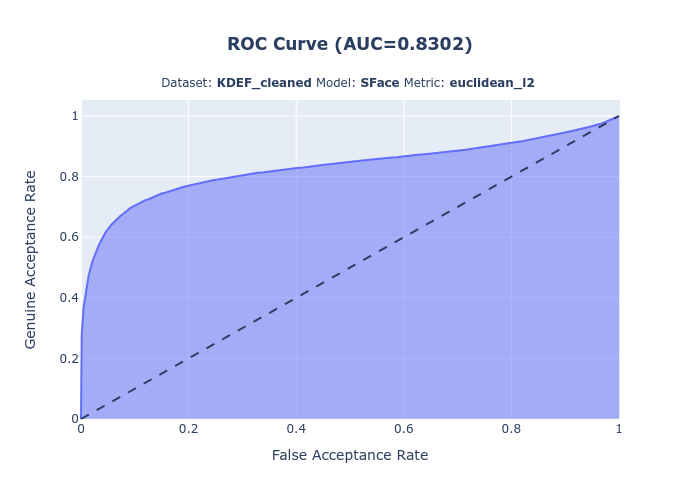 ROC Curve (AUC=0.8302)
Dataset: KDEF_cleaned Model: SFace Metric: euclidean_l2
Genuine Acceptance Rate
1
0.8
0.6
0.4
0.2
0
0 0.2 0.4 0.6 0.8 1
False Acceptance Rate